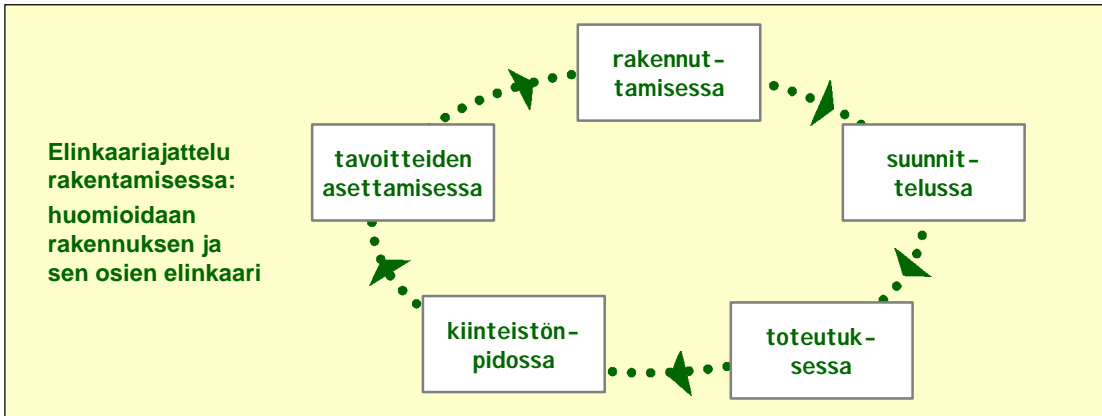 Elinkaariajattelu
rakentamisessa:
huomioidaan
rakennuksen ja
sen osien elinkaari
rakennut-
tamisessa
tavoitteiden
asettamisessa
suunnit-
telussa
kiinteistön-
pidossa
toteutuk-
sessa